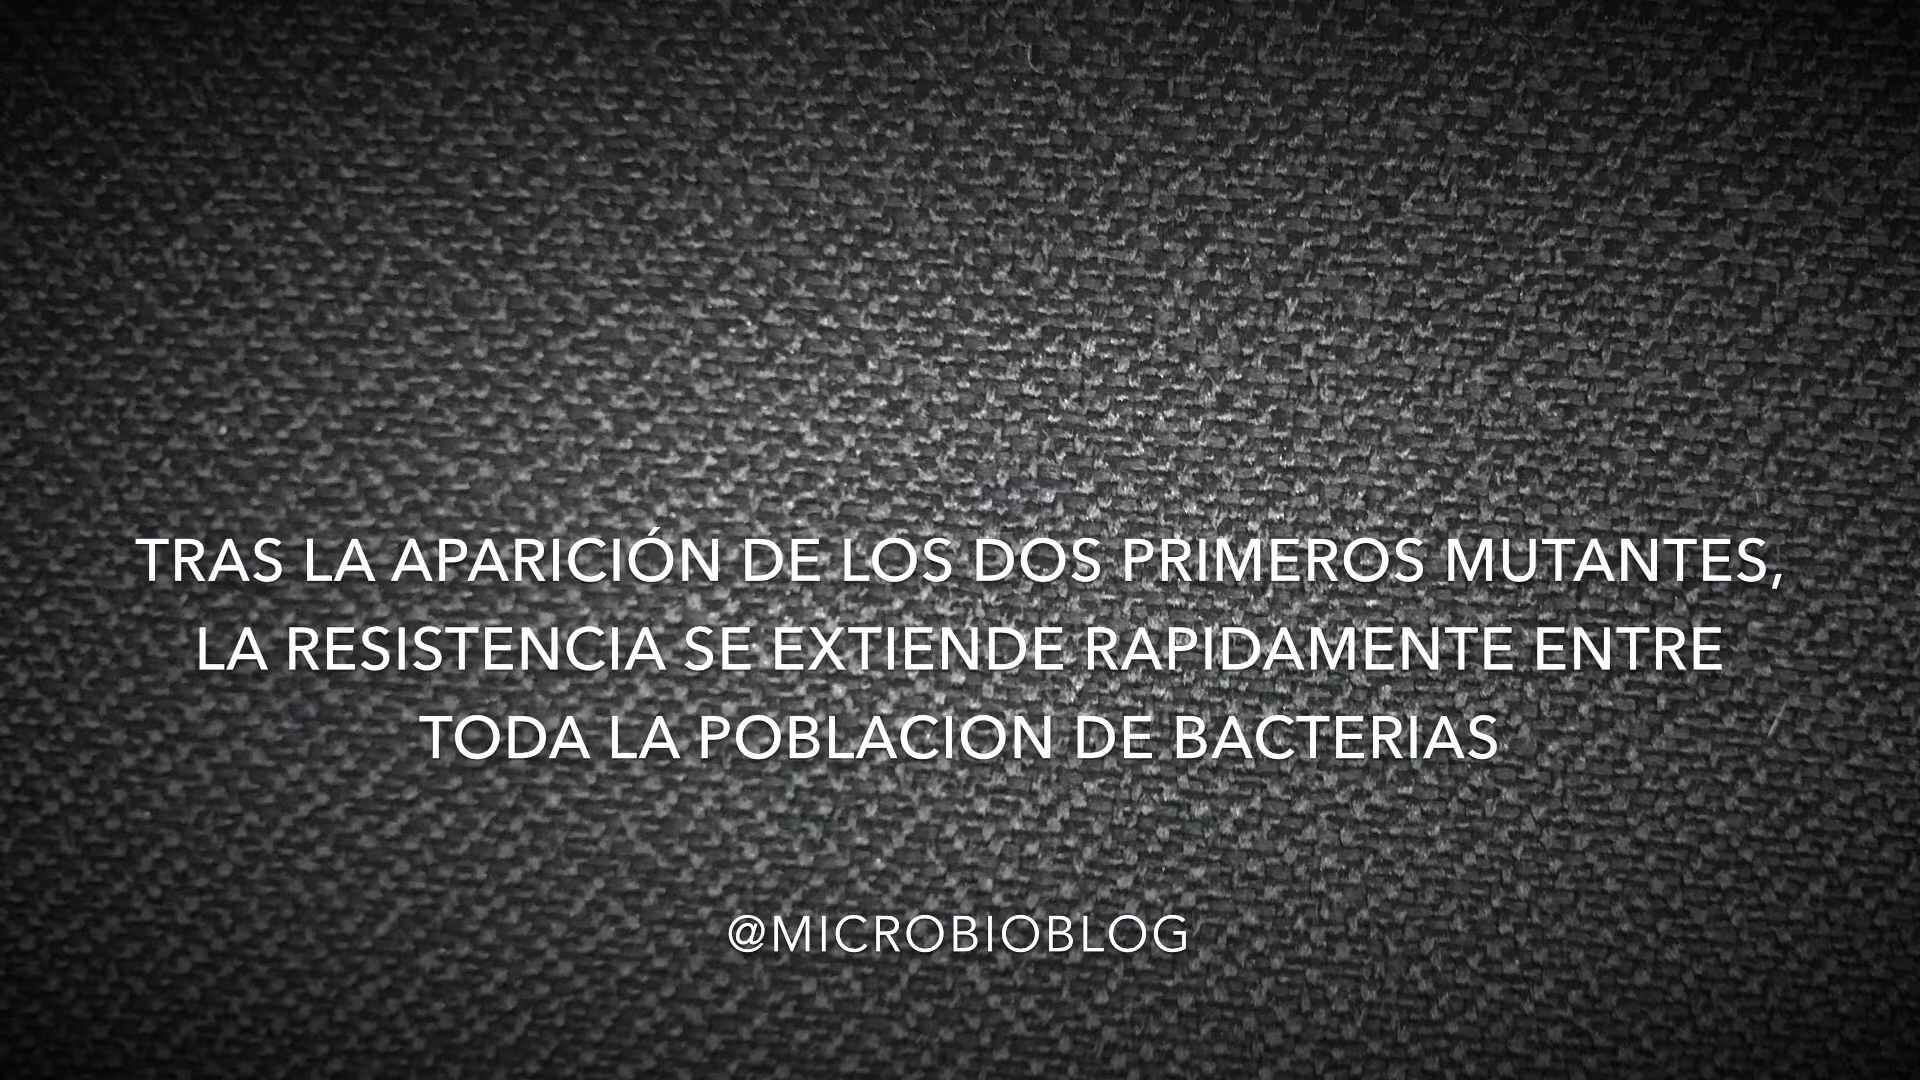 TRAS LA APARICIÓN DE LOS DOS PRIMEROS MUTANTES,
LA RESISTENCIA SE EXTIENDE RAPIDAMENTE ENTRE
TODA LA POBLACION DE BACTERIAS
@MICROBIOBLOG